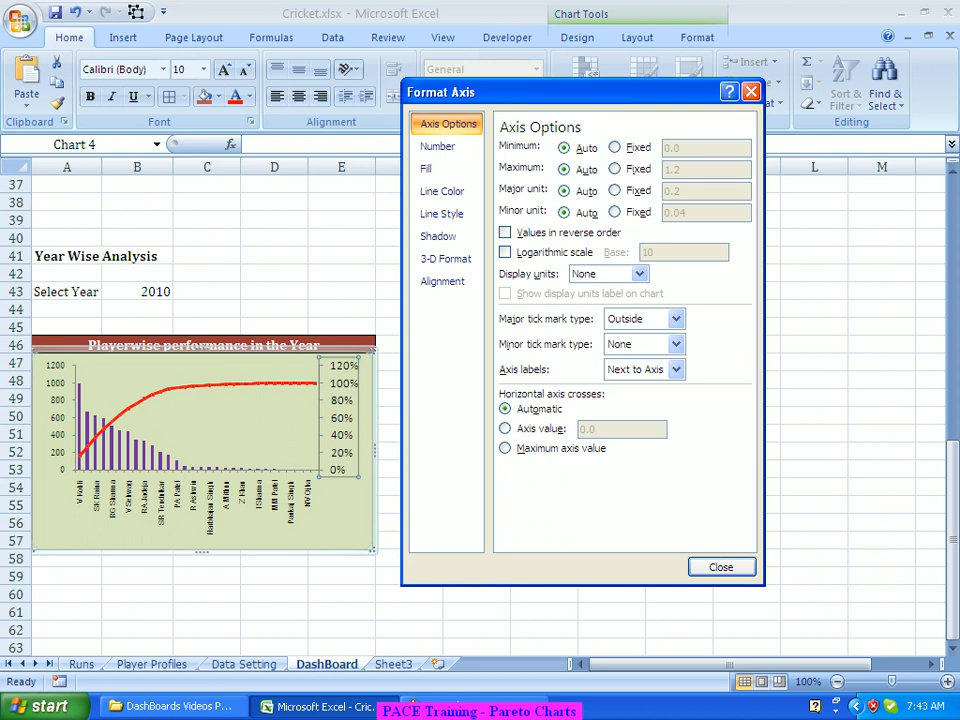 Cricket.xlsx - Microsoft Excel
Chart Tools
Home Insert Page Layout Formulas Data Review View Developer Design Layout Format
Paste
Calibri (Body) 10
B I U
General
Insert
Sort &
Filter
Find &
Select
Clipboard Font Alignment Editing
Chart 4
fx
A B C D E L M
37
38
39
40
41 Year Wise Analysis
42
43 Select Year 2010
44
45
46 Playerwise performance in the Year
47
48
49
50
51
52
53
54
55
56
57
58
59
60
61
62
63
1200
1000
800
600
400
200
0
120%
100%
80%
60%
40%
20%
0%
V Kohli
SK Raina
RG Sharma
V Sehwag
RA Jadeja
SR Tendulkar
PA Patel
R Ashwin
Harbhajan Singh
A Mithun
Z Khan
I Sharma
MM Patel
Pankaj Singh
NV Ojha
Format Axis
Axis Options
Number
Fill
Line Color
Line Style
Shadow
3-D Format
Alignment
Axis Options
Minimum: Auto Fixed 0.0
Maximum: Auto Fixed 1.2
Major unit: Auto Fixed 0.2
Minor unit: Auto Fixed 0.04
Values in reverse order
Logarithmic scale Base: 10
Display units: None
Show display units label on chart
Major tick mark type: Outside
Minor tick mark type: None
Axis labels: Next to Axis
Horizontal axis crosses:
Automatic
Axis value: 0.0
Maximum axis value
Close
Runs Player Profiles Data Setting DashBoard Sheet3
Ready
100%
start
DashBoards Videos P...
Microsoft Excel - Cric...
PACE Training - Pareto Charts
7:43 AM